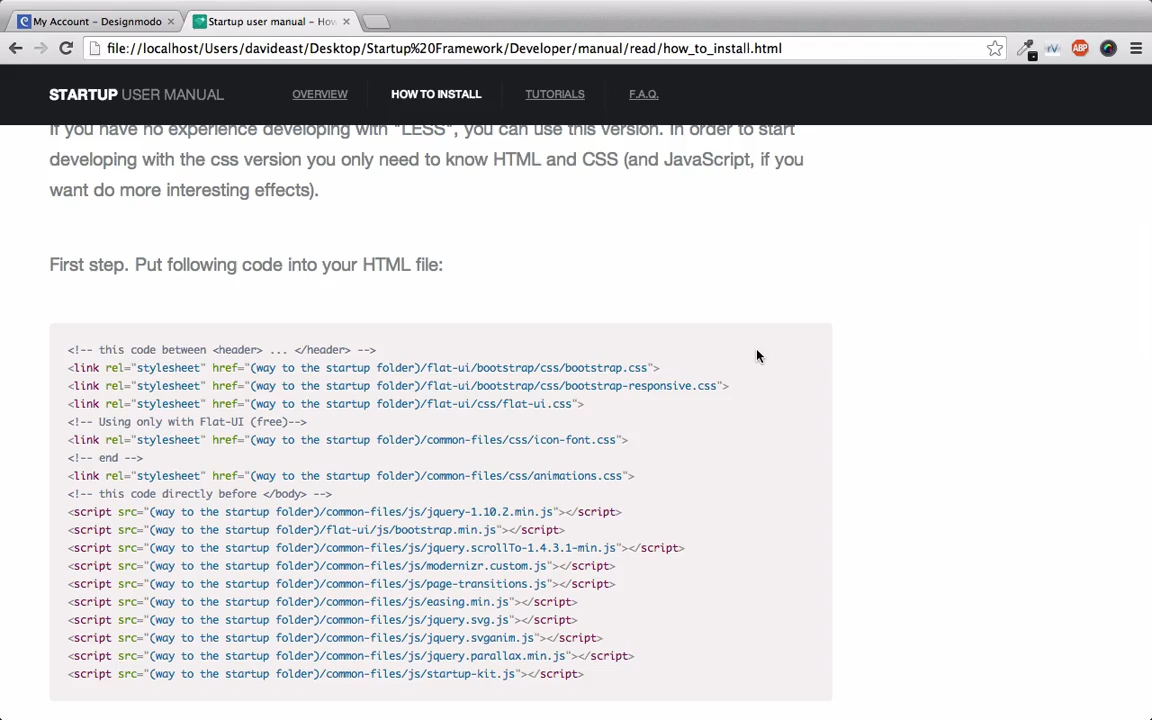 My Account – Designmodo
Startup user manual – How
file://localhost/Users/davideast/Desktop/Startup%20Framework/Developer/manual/read/how_to_install.html
ABP
STARTUP USER MANUAL
OVERVIEW
HOW TO INSTALL
TUTORIALS
F.A.Q.
If you have no experience developing with "LESS", you can use this version. In order to start
developing with the css version you only need to know HTML and CSS (and JavaScript, if you
want do more interesting effects).
First step. Put following code into your HTML file:
<!-- this code between <header> ... </header> -->
<link rel="stylesheet" href="(way to the startup folder)/flat-ui/bootstrap/css/bootstrap.css">
<link rel="stylesheet" href="(way to the startup folder)/flat-ui/bootstrap/css/bootstrap-responsive.css">
<link rel="stylesheet" href="(way to the startup folder)/flat-ui/css/flat-ui.css">
<!-- Using only with Flat-UI (free)-->
<link rel="stylesheet" href="(way to the startup folder)/common-files/css/icon-font.css">
<!-- end -->
<link rel="stylesheet" href="(way to the startup folder)/common-files/css/animations.css">
<!-- this code directly before </body> -->
<script src="(way to the startup folder)/common-files/js/jquery-1.10.2.min.js"></script>
<script src="(way to the startup folder)/flat-ui/js/bootstrap.min.js"></script>
<script src="(way to the startup folder)/common-files/js/jquery.scrollTo-1.4.3.1-min.js"></script>
<script src="(way to the startup folder)/common-files/js/modernizr.custom.js"></script>
<script src="(way to the startup folder)/common-files/js/page-transitions.js"></script>
<script src="(way to the startup folder)/common-files/js/easing.min.js"></script>
<script src="(way to the startup folder)/common-files/js/jquery.svg.js"></script>
<script src="(way to the startup folder)/common-files/js/jquery.svganim.js"></script>
<script src="(way to the startup folder)/common-files/js/jquery.parallax.min.js"></script>
<script src="(way to the startup folder)/common-files/js/startup-kit.js"></script>